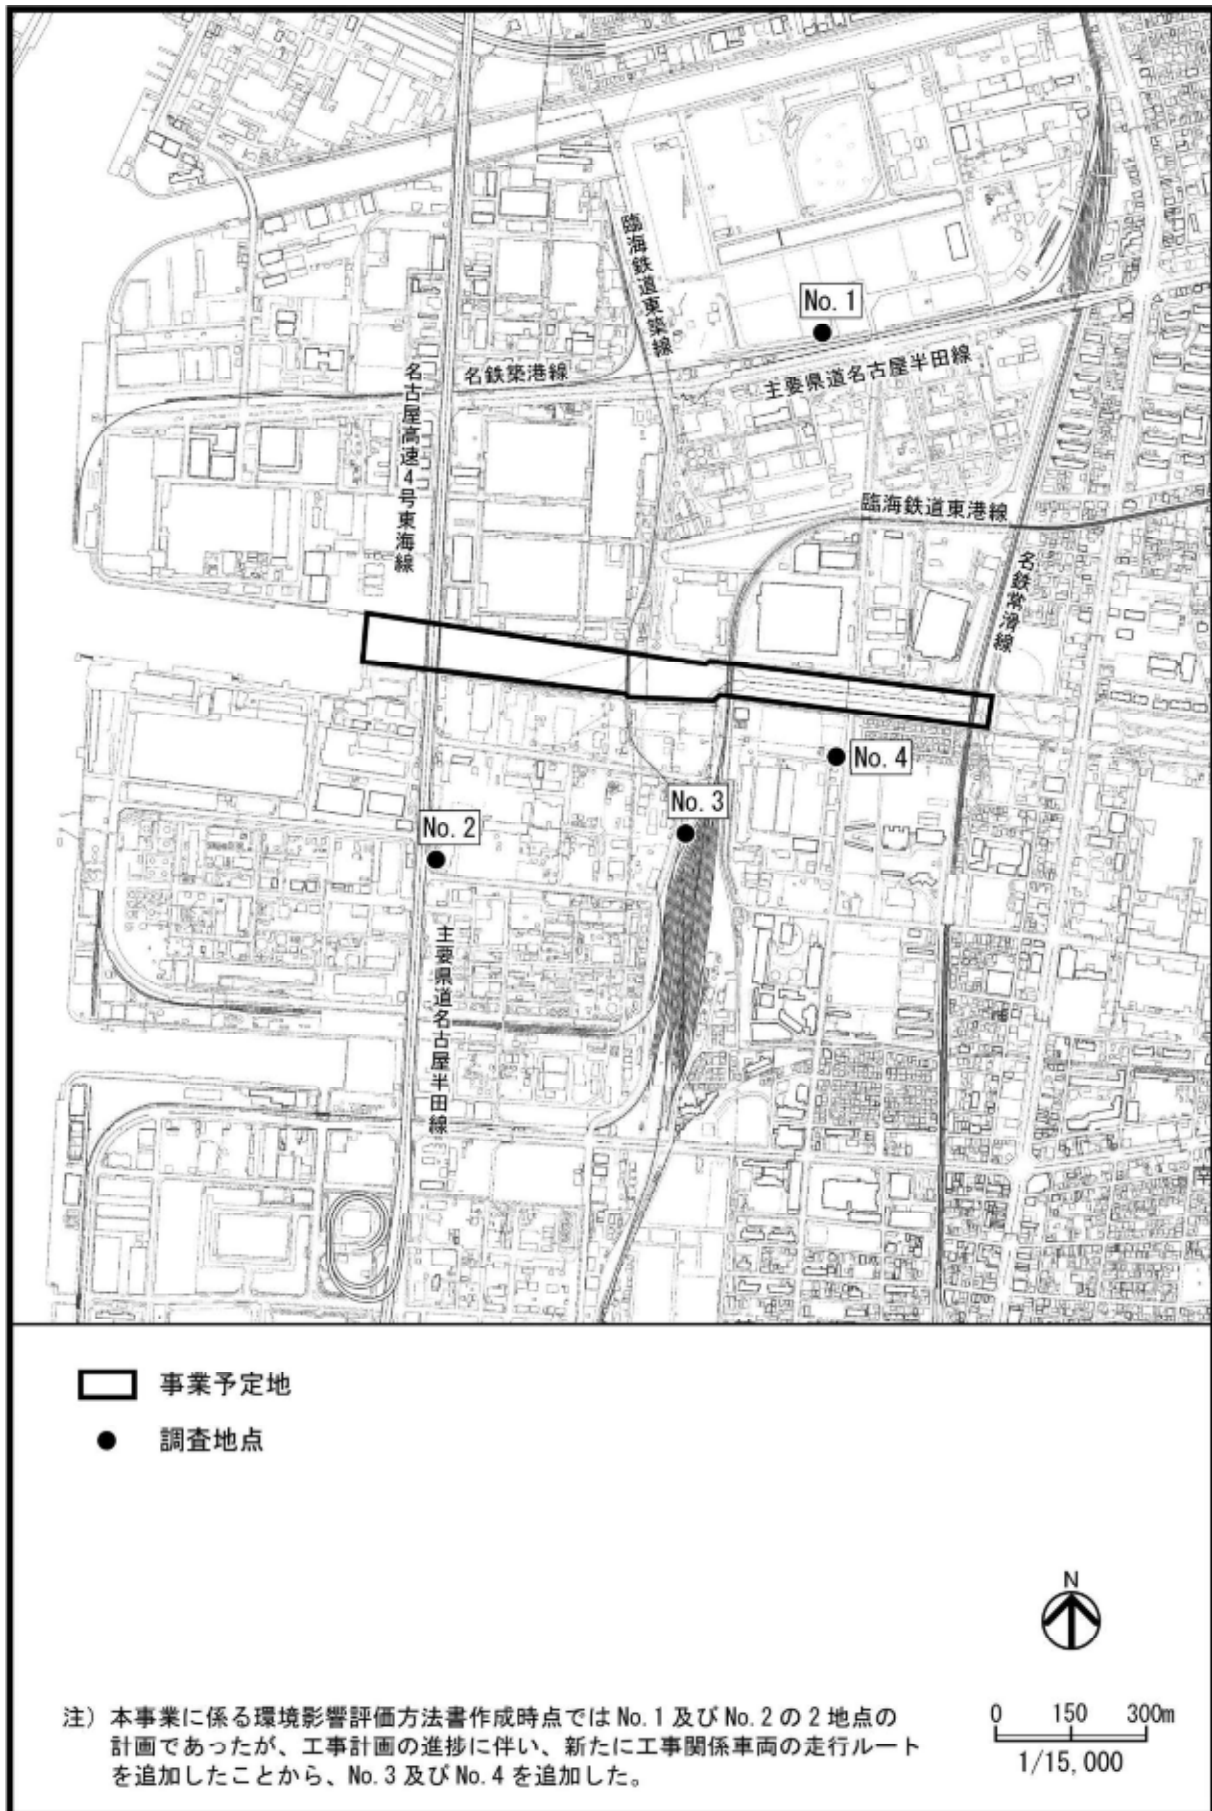 No. 1
臨海鉄道東築線
名鉄築港線
主要県道名古屋半田線
名古屋高速4号東海線
臨海鉄道東港線
名鉄常滑線
No. 4
No. 3
No. 2
主要県道名古屋半田線
南
事業予定地
調査地点
N
注）本事業に係る環境影響評価方法書作成時点では No. 1 及び No. 2 の 2 地点の
計画であったが、工事計画の進捗に伴い、新たに工事関係車両の走行ルート
を追加したことから、No. 3 及び No. 4 を追加した。
0 150 300m
1/15,000